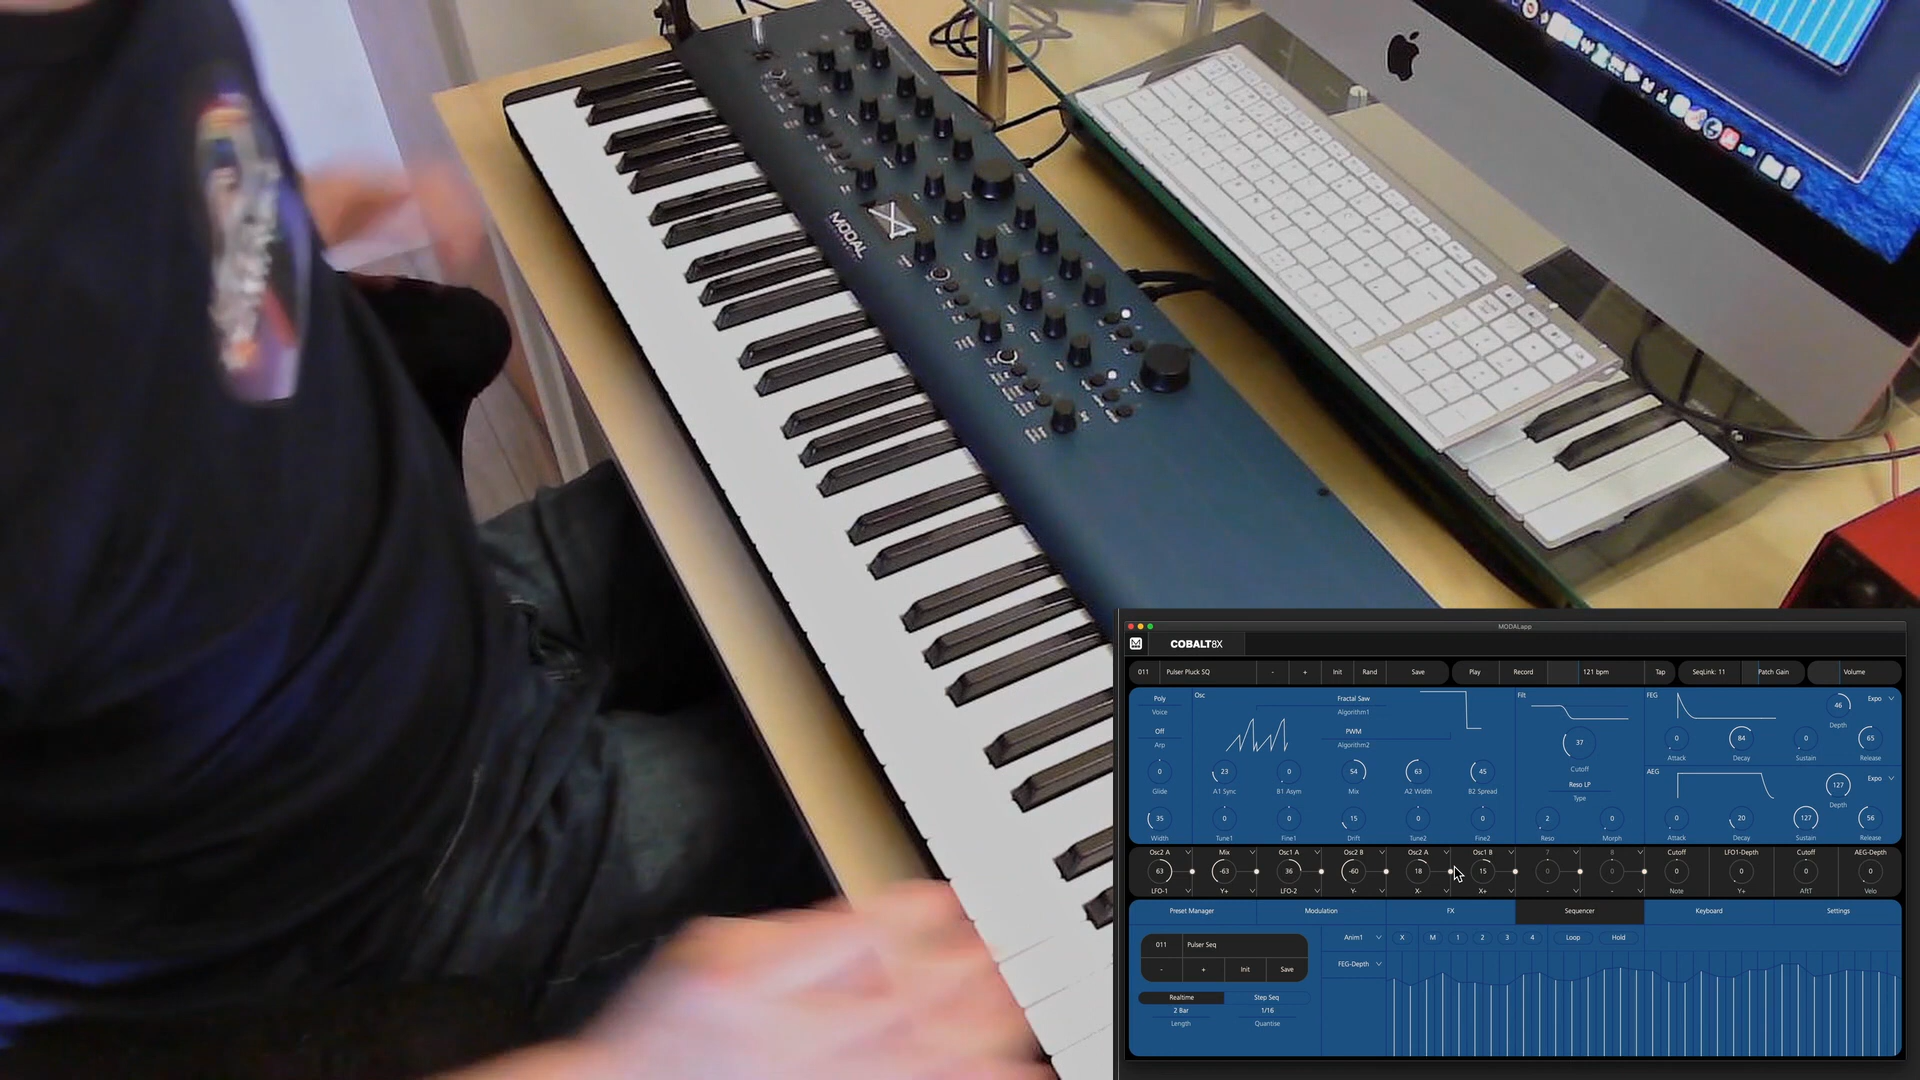 COBALT8X
MODAL
MODALapp
COBALT8X
011 Pulser Pluck SQ - + Init Rand Save Play Record 121 bpm Tap SeqLink: 11 Patch Gain Volume
Poly
Voice
Off
Arp
0
Glide
35
Width
Osc
Fractal Saw
Algorithm1
PWM
Algorithm2
23 0 54 63 45
A1 Sync B1 Asym Mix A2 Width B2 Spread
0 0 15 0 0
Tune1 Fine1 Drift Tune2 Fine2
Filt
37
Cutoff
Reso LP
Type
2 0
Reso Morph
FEG
46
Depth
Expo
0 84 0 65
Attack Decay Sustain Release
AEG
127
Depth
Expo
0 20 127 56
Attack Decay Sustain Release
Osc2 A Mix Osc1 A Osc2 B Osc2 A Osc1 B 7 8 Cutoff LFO1-Depth Cutoff AEG-Depth
63 -63 36 -60 18 15 0 0 0 0 0 0
LFO-1 Y+ LFO-2 Y- X- X+ - - Note Y+ AftT Velo
Preset Manager Modulation FX Sequencer Keyboard Settings
011 Pulser Seq
- + Init Save
Realtime Step Seq
2 Bar 1/16
Length Quantise
Anim1 X M 1 2 3 4 Loop Hold
FEG-Depth